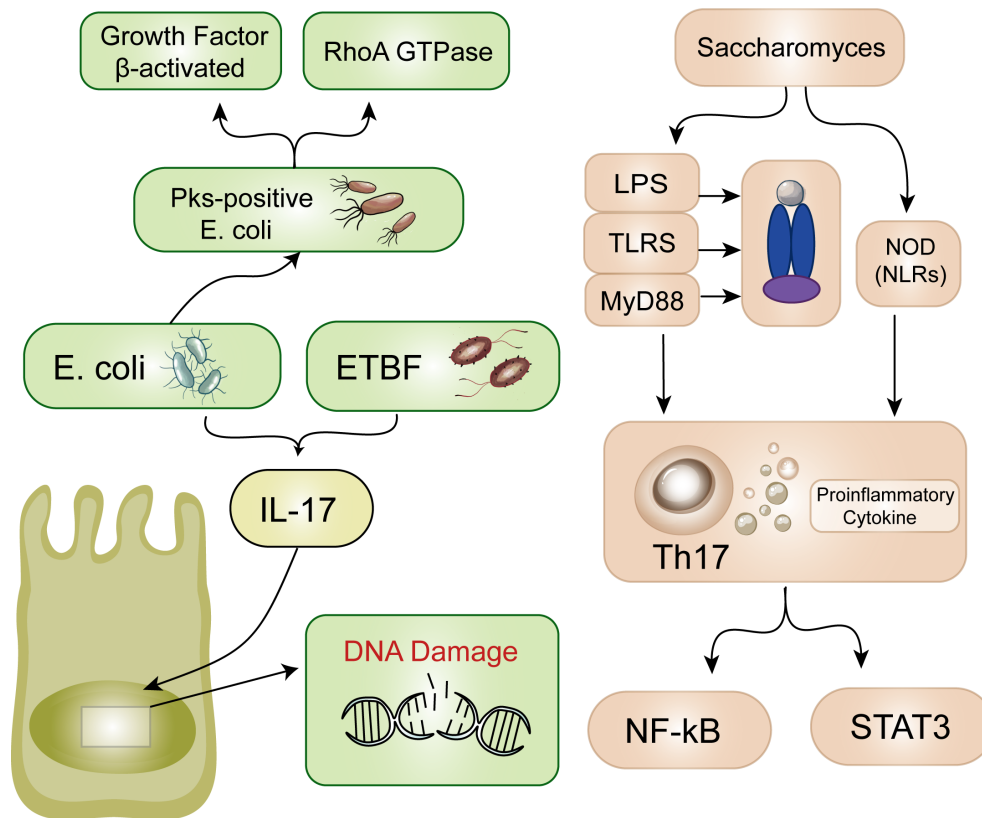 Growth Factor
β-activated
RhoA GTPase
Pks-positive
E. coli
E. coli
ETBF
IL-17
DNA Damage
Saccharomyces
LPS
TLRS
MyD88
NOD
(NLRs)
Th17
Proinflammatory
Cytokine
NF-kB
STAT3